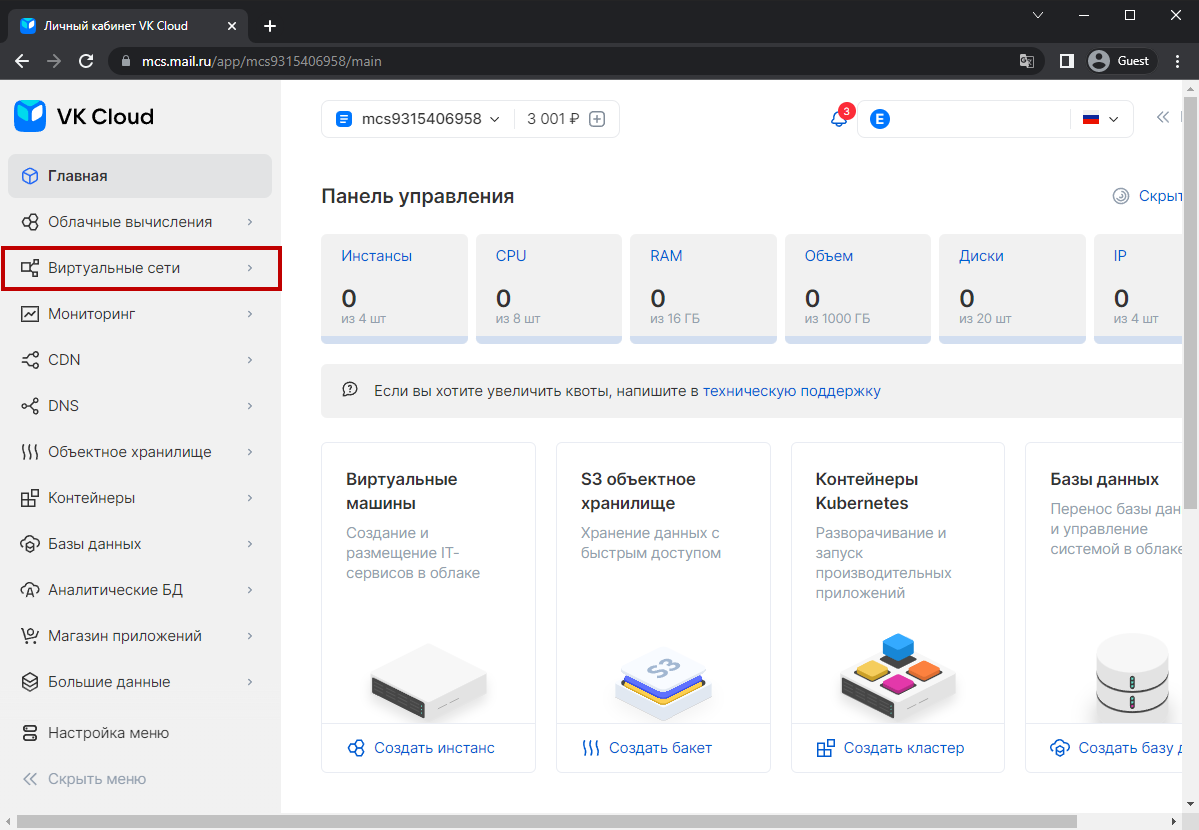 Личный кабинет VK Cloud
mcs.mail.ru/app/mcs9315406958/main
Guest
VK Cloud
mcs9315406958
3 001 ₽
3
E
Главная
Облачные вычисления
Виртуальные сети
Мониторинг
CDN
DNS
Объектное хранилище
Контейнеры
Базы данных
Аналитические БД
Магазин приложений
Большие данные
Настройка меню
Скрыть меню
Панель управления
Скрыт
Инстансы
0
из 4 шт
CPU
0
из 8 шт
RAM
0
из 16 ГБ
Объем
0
из 1000 ГБ
Диски
0
из 20 шт
IP
0
из 4 шт
Если вы хотите увеличить квоты, напишите в техническую поддержку
Виртуальные
машины
Создание и
размещение IT-
сервисов в облаке
Создать инстанс
S3 объектное
хранилище
Хранение данных с
быстрым доступом
S3
Создать бакет
Контейнеры
Kubernetes
Разворачивание и
запуск
производительных
приложений
Создать кластер
Базы данных
Перенос базы дан
и управление
системой в облаке
Создать базу д